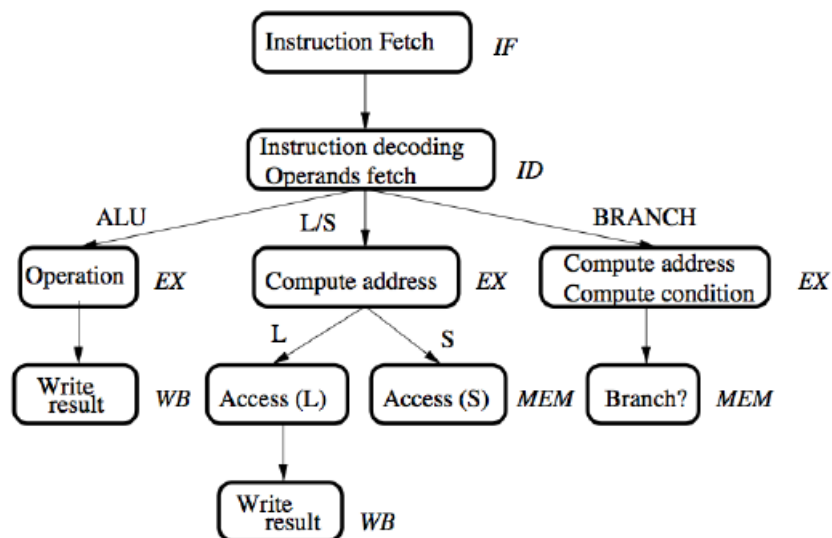 Instruction Fetch IF
Instruction decoding
Operands fetch ID
ALU L/S BRANCH
Operation EX Compute address EX Compute address
Compute condition EX
L S
Write
result WB Access (L) Access (S) MEM Branch? MEM
Write
result WB